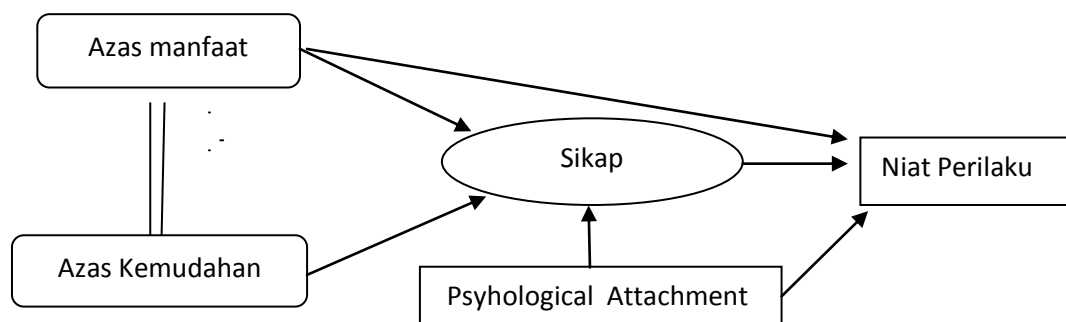 Azas manfaat
Sikap
Niat Perilaku
Azas Kemudahan
Psyhological Attachment